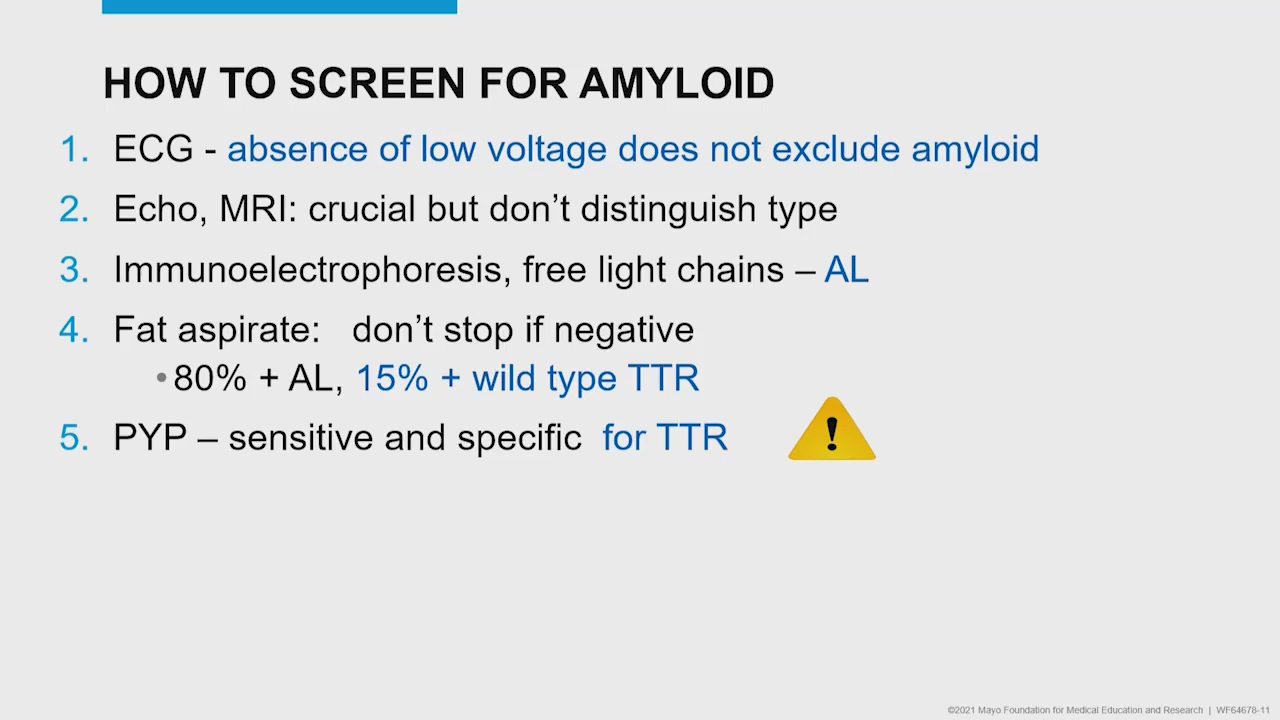 HOW TO SCREEN FOR AMYLOID
1. ECG - absence of low voltage does not exclude amyloid
2. Echo, MRI: crucial but don’t distinguish type
3. Immunoelectrophoresis, free light chains – AL
4. Fat aspirate: don’t stop if negative
• 80% + AL, 15% + wild type TTR
5. PYP – sensitive and specific for TTR
!
©2021 Mayo Foundation for Medical Education and Research | WF64678-11